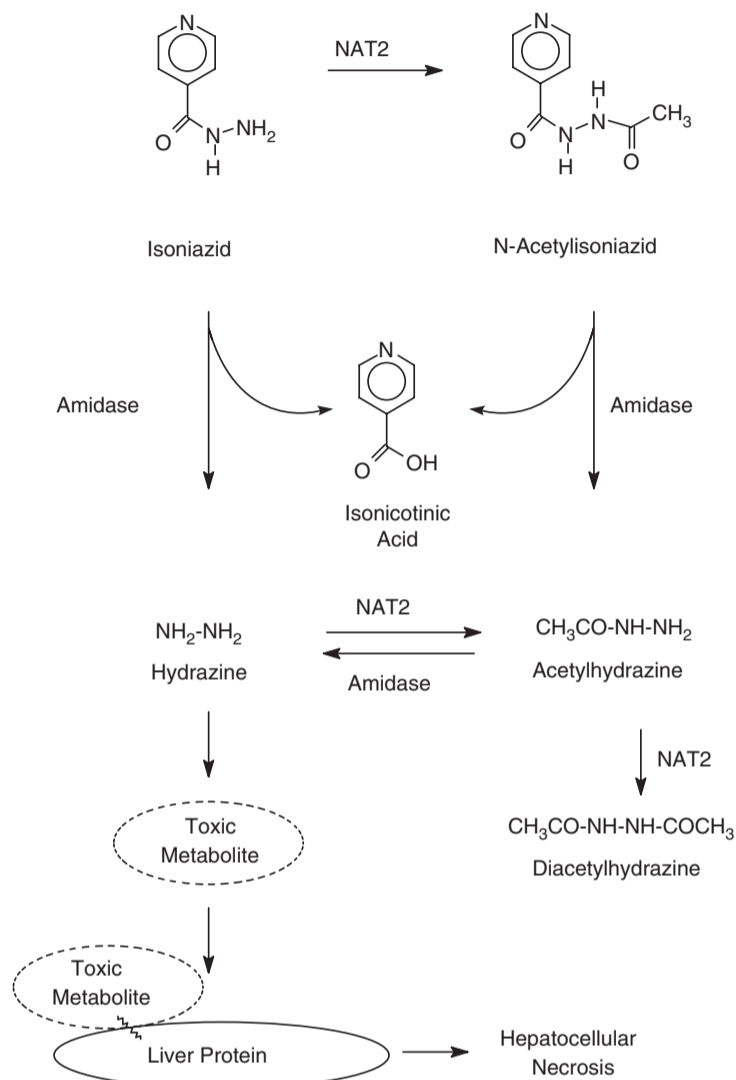 N
N
NAT2
H
N
CH₃
O
N
NH₂
O
N
H
H
O
Isoniazid
N-Acetylisoniazid
N
Amidase
Amidase
O
OH
Isonicotinic
Acid
NAT2
NH₂-NH₂
CH₃CO-NH-NH₂
Hydrazine
Acetylhydrazine
Amidase
NAT2
Toxic
Metabolite
CH₃CO-NH-NH-COCH₃
Diacetylhydrazine
Toxic
Metabolite
Liver Protein
Hepatocellular
Necrosis